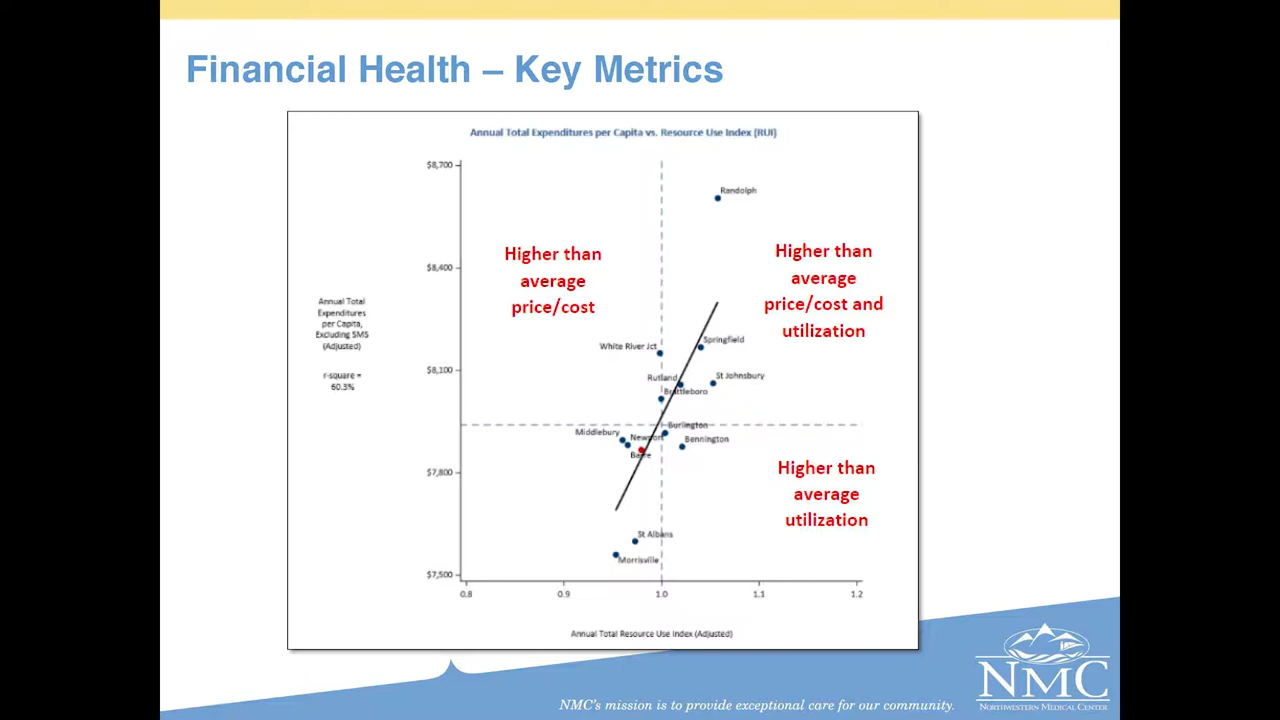 Financial Health – Key Metrics
Annual Total Expenditures per Capita vs. Resource Use Index (RUI)
$8,700
Randolph
Higher than
average
price/cost
Higher than
average
price/cost and
utilization
$8,400
Annual Total
Expenditures
per Capita,
Excluding SMS
(Adjusted)
r-square =
60.3%
White River Jct
Springfield
$8,100
Rutland
St Johnsbury
Brattleboro
Burlington
Middlebury
Newport
Bennington
Barre
$7,800
Higher than
average
utilization
St Albans
Morrisville
$7,500
0.8
0.9
1.0
1.1
1.2
Annual Total Resource Use Index (Adjusted)
NMC
NORTHWESTERN MEDICAL CENTER
NMC's mission is to provide exceptional care for our community.